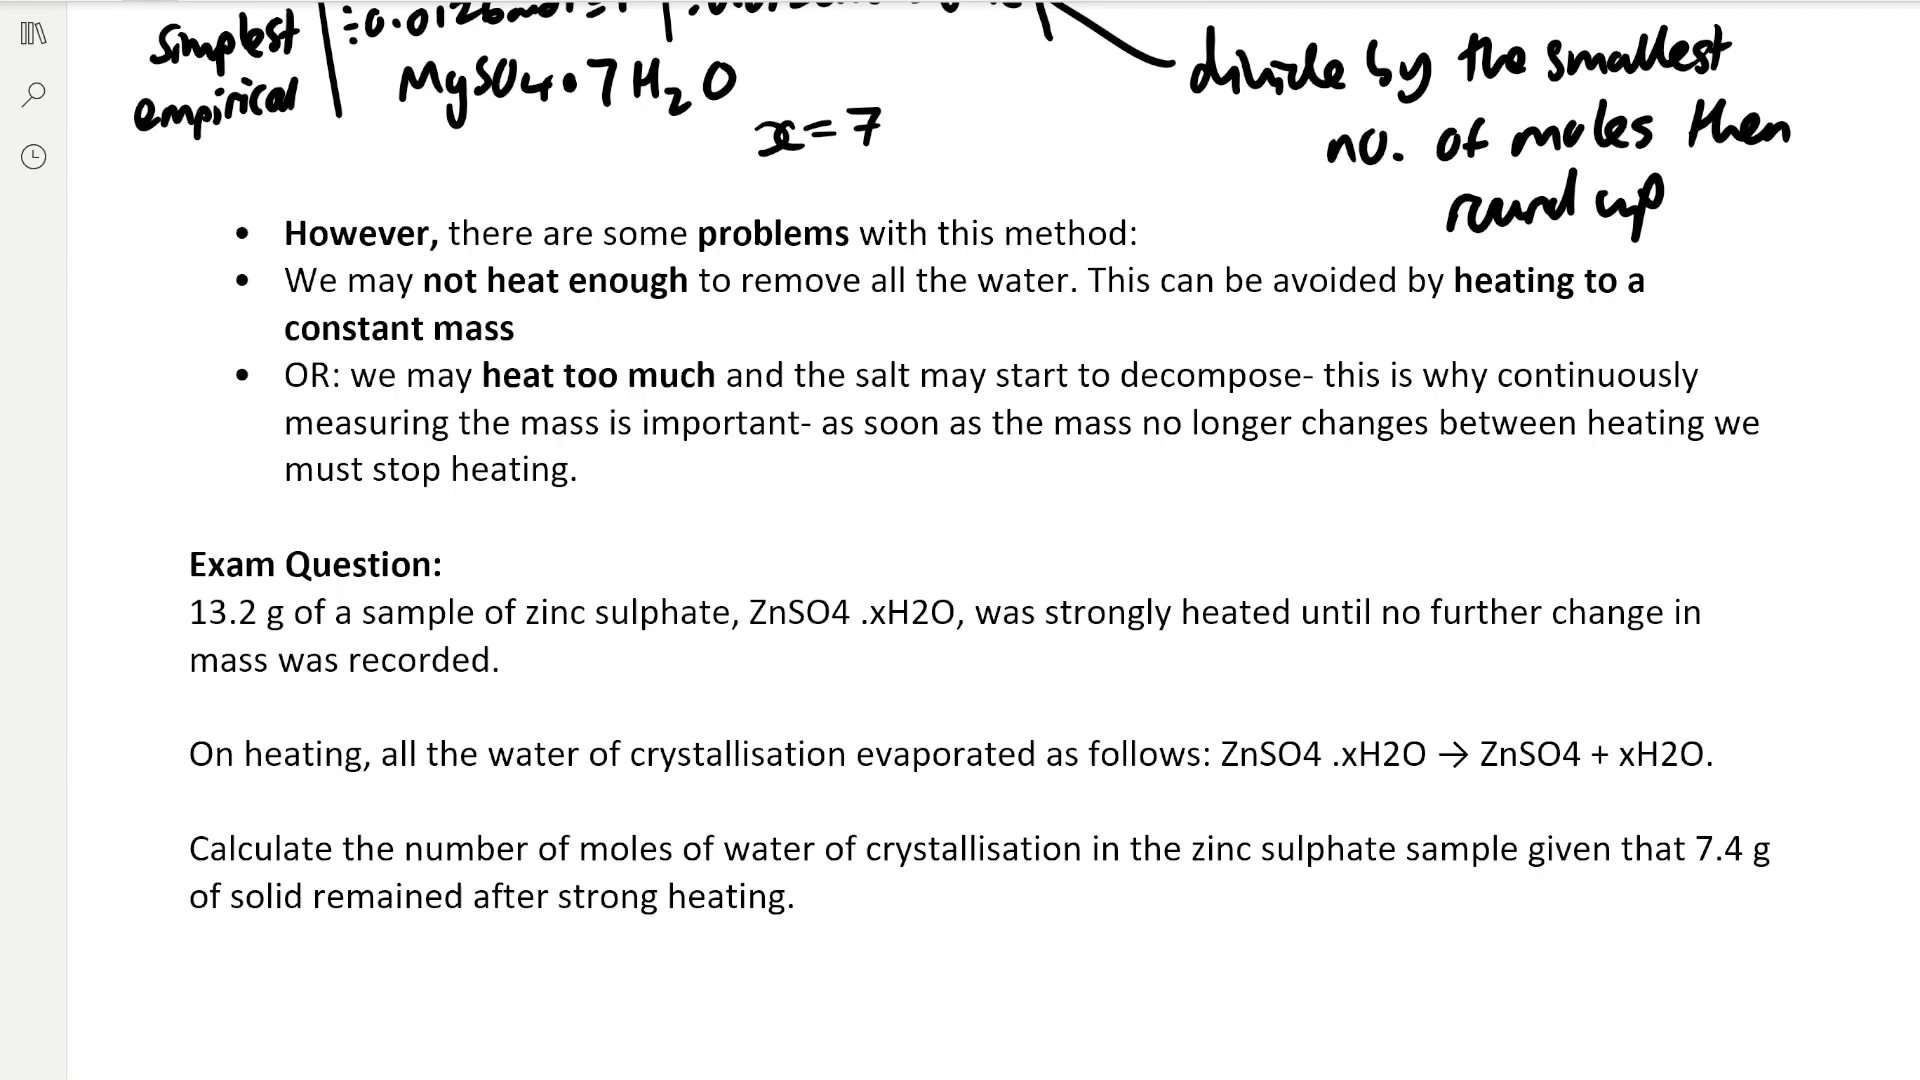 simplest ÷0.0126mol=1
empirical MgSO4•7H2O
x=7
divide by the smallest
no. of moles then
round up
• However, there are some problems with this method:
• We may not heat enough to remove all the water. This can be avoided by heating to a
constant mass
• OR: we may heat too much and the salt may start to decompose- this is why continuously
measuring the mass is important- as soon as the mass no longer changes between heating we
must stop heating.
Exam Question:
13.2 g of a sample of zinc sulphate, ZnSO4 .xH2O, was strongly heated until no further change in
mass was recorded.
On heating, all the water of crystallisation evaporated as follows: ZnSO4 .xH2O → ZnSO4 + xH2O.
Calculate the number of moles of water of crystallisation in the zinc sulphate sample given that 7.4 g
of solid remained after strong heating.